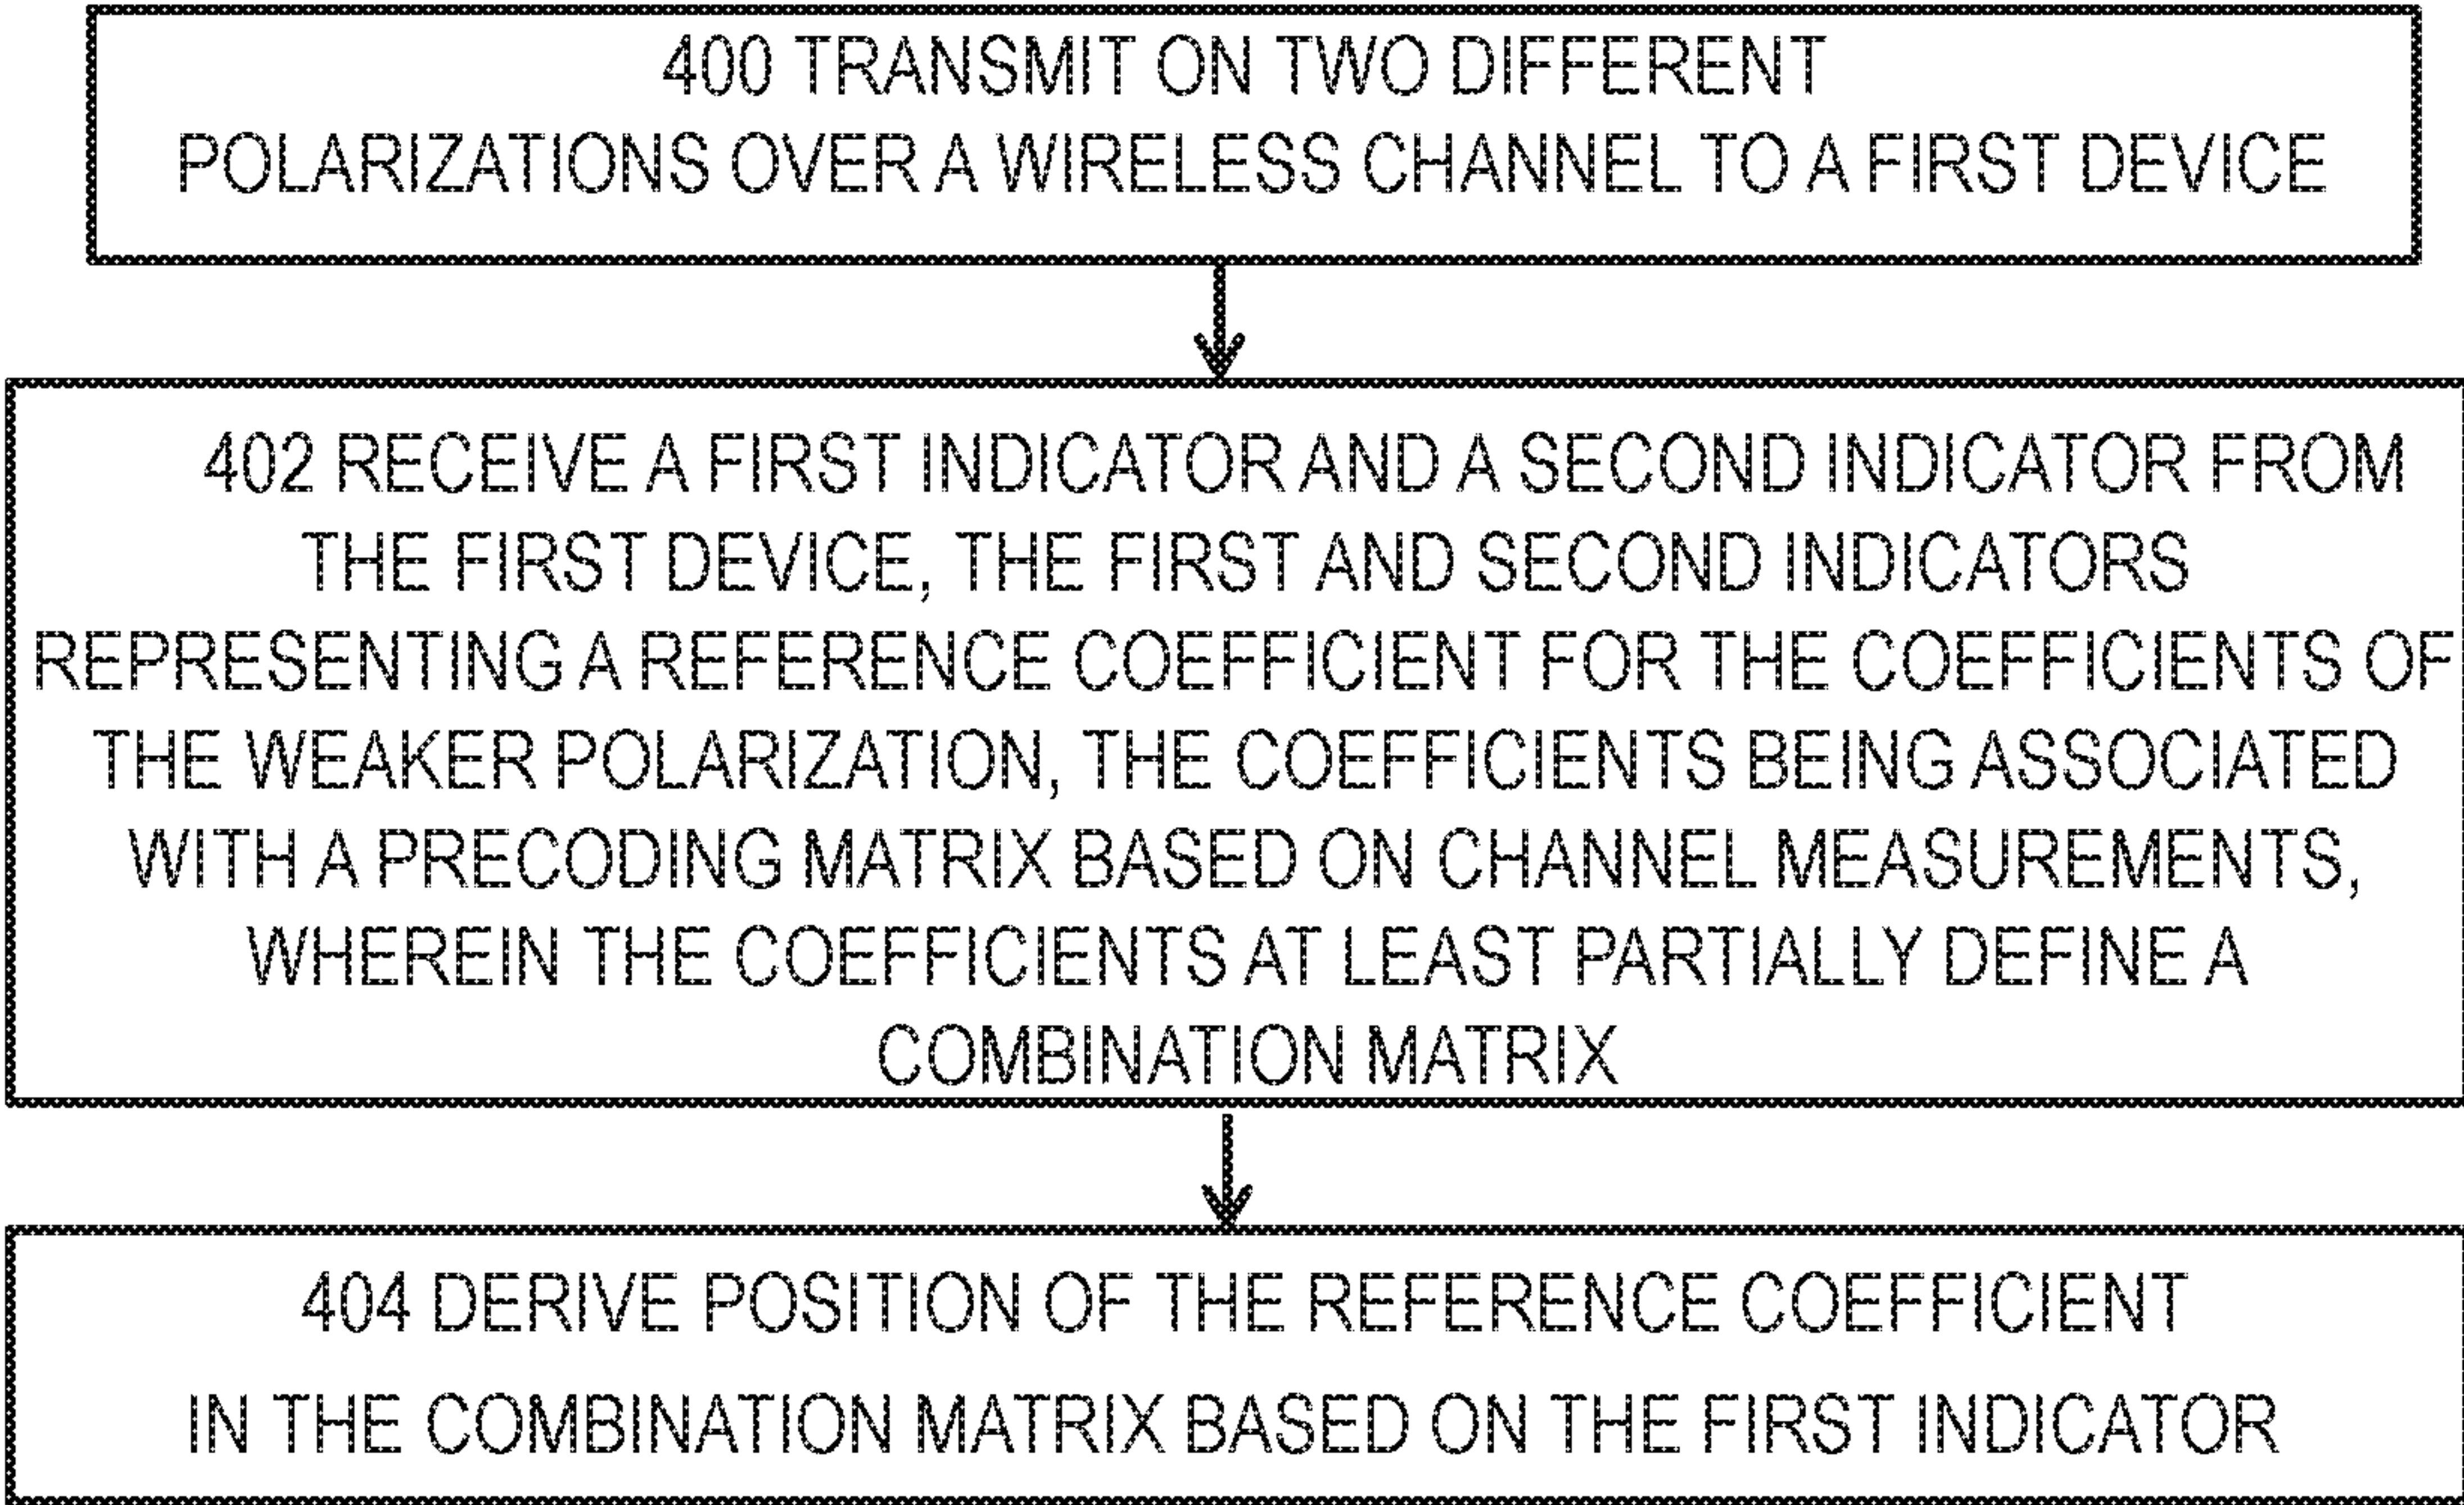 400 TRANSMIT ON TWO DIFFERENT
POLARIZATIONS OVER A WIRELESS CHANNEL TO A FIRST DEVICE
402 RECEIVE A FIRST INDICATOR AND A SECOND INDICATOR FROM
THE FIRST DEVICE, THE FIRST AND SECOND INDICATORS
REPRESENTING A REFERENCE COEFFICIENT FOR THE COEFFICIENTS OF
THE WEAKER POLARIZATION, THE COEFFICIENTS BEING ASSOCIATED
WITH A PRECODING MATRIX BASED ON CHANNEL MEASUREMENTS,
WHEREIN THE COEFFICIENTS AT LEAST PARTIALLY DEFINE A
COMBINATION MATRIX
404 DERIVE POSITION OF THE REFERENCE COEFFICIENT
IN THE COMBINATION MATRIX BASED ON THE FIRST INDICATOR